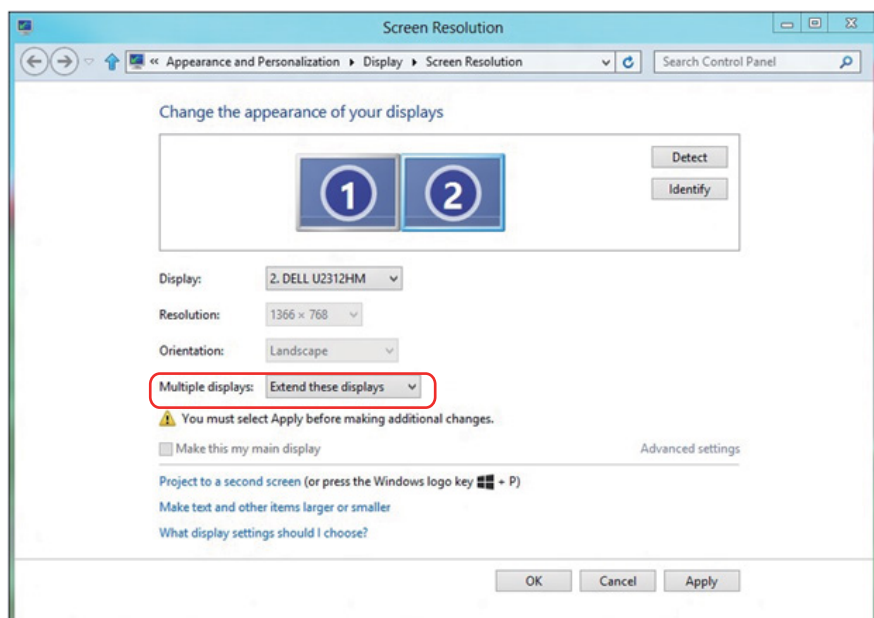 Screen Resolution
« Appearance and Personalization ▸ Display ▸ Screen Resolution
Search Control Panel
Change the appearance of your displays
1 2
Detect
Identify
Display: 2. DELL U2312HM
Resolution: 1366 × 768
Orientation: Landscape
Multiple displays: Extend these displays
You must select Apply before making additional changes.
Make this my main display Advanced settings
Project to a second screen (or press the Windows logo key + P)
Make text and other items larger or smaller
What display settings should I choose?
OK Cancel Apply